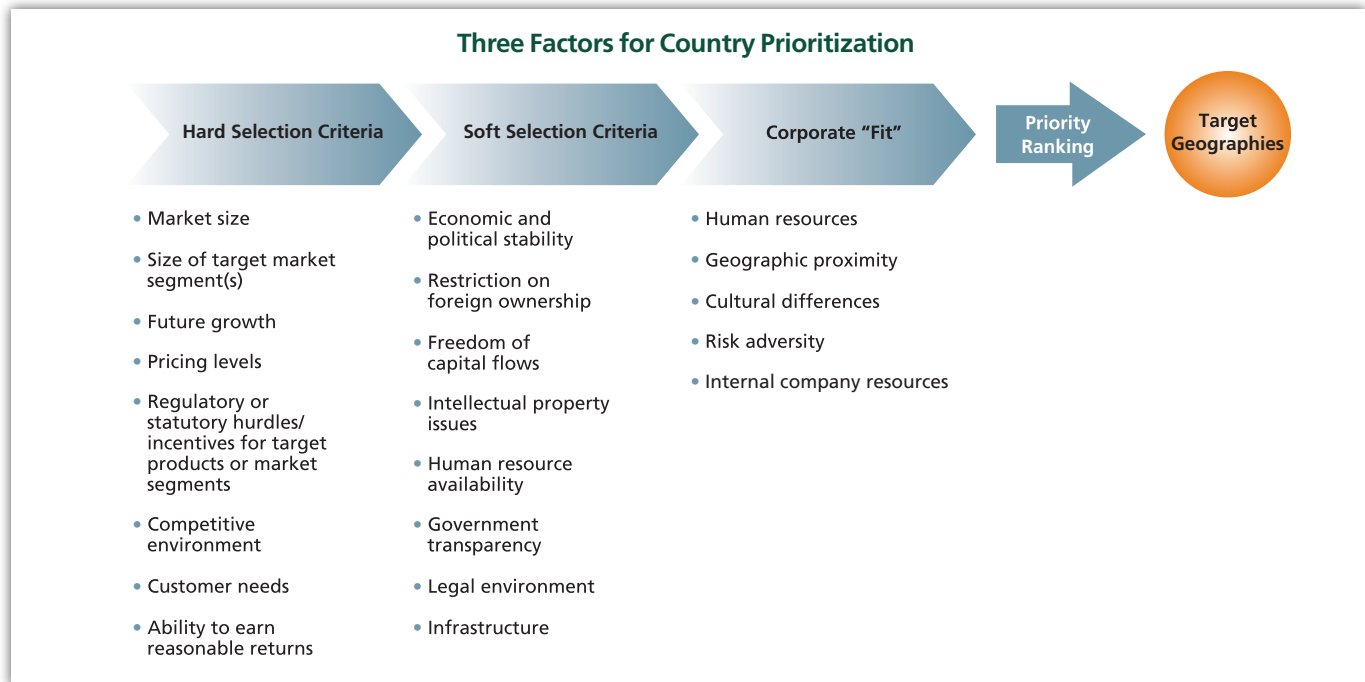 Three Factors for Country Prioritization
Hard Selection Criteria
Soft Selection Criteria
Corporate “Fit”
Priority
Ranking
Target
Geographies
• Market size
• Size of target market
segment(s)
• Future growth
• Pricing levels
• Regulatory or
statutory hurdles/
incentives for target
products or market
segments
• Competitive
environment
• Customer needs
• Ability to earn
reasonable returns
• Economic and
political stability
• Restriction on
foreign ownership
• Freedom of
capital flows
• Intellectual property
issues
• Human resource
availability
• Government
transparency
• Legal environment
• Infrastructure
• Human resources
• Geographic proximity
• Cultural differences
• Risk adversity
• Internal company resources